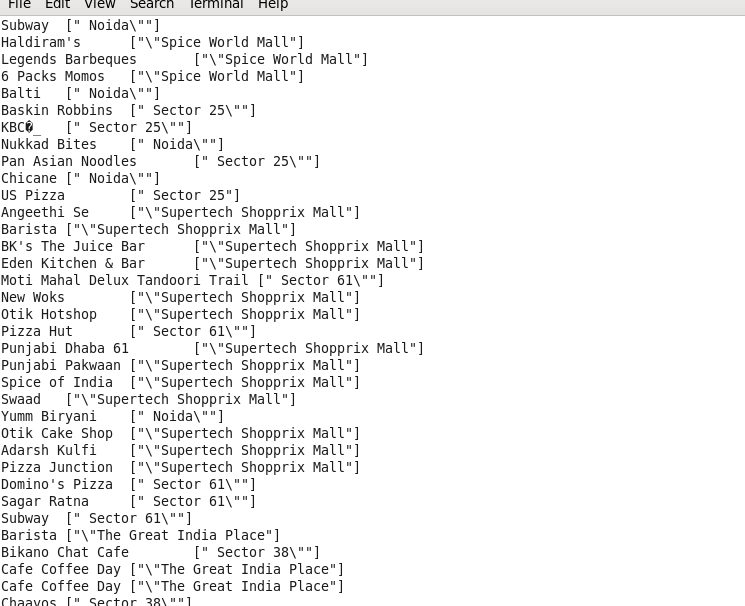 File Edit View Search Terminal Help
Subway	[" Noida\""]
Haldiram's	["\"Spice World Mall"]
Legends Barbeques	["\"Spice World Mall"]
6 Packs Momos	["\"Spice World Mall"]
Balti	[" Noida\""]
Baskin Robbins	[" Sector 25\""]
KBC�_	[" Sector 25\""]
Nukkad Bites	[" Noida\""]
Pan Asian Noodles	[" Sector 25\""]
Chicane	[" Noida\""]
US Pizza	[" Sector 25"]
Angeethi Se	["\"Supertech Shopprix Mall"]
Barista	["\"Supertech Shopprix Mall"]
BK's The Juice Bar	["\"Supertech Shopprix Mall"]
Eden Kitchen & Bar	["\"Supertech Shopprix Mall"]
Moti Mahal Delux Tandoori Trail	[" Sector 61\""]
New Woks	["\"Supertech Shopprix Mall"]
Otik Hotshop	["\"Supertech Shopprix Mall"]
Pizza Hut	[" Sector 61\""]
Punjabi Dhaba 61	["\"Supertech Shopprix Mall"]
Punjabi Pakwaan	["\"Supertech Shopprix Mall"]
Spice of India	["\"Supertech Shopprix Mall"]
Swaad	["\"Supertech Shopprix Mall"]
Yumm Biryani	[" Noida\""]
Otik Cake Shop	["\"Supertech Shopprix Mall"]
Adarsh Kulfi	["\"Supertech Shopprix Mall"]
Pizza Junction	["\"Supertech Shopprix Mall"]
Domino's Pizza	[" Sector 61\""]
Sagar Ratna	[" Sector 61\""]
Subway	[" Sector 61\""]
Barista	["\"The Great India Place"]
Bikano Chat Cafe	[" Sector 38\""]
Cafe Coffee Day	["\"The Great India Place"]
Cafe Coffee Day	["\"The Great India Place"]
Chaayos	[" Sector 38\""]